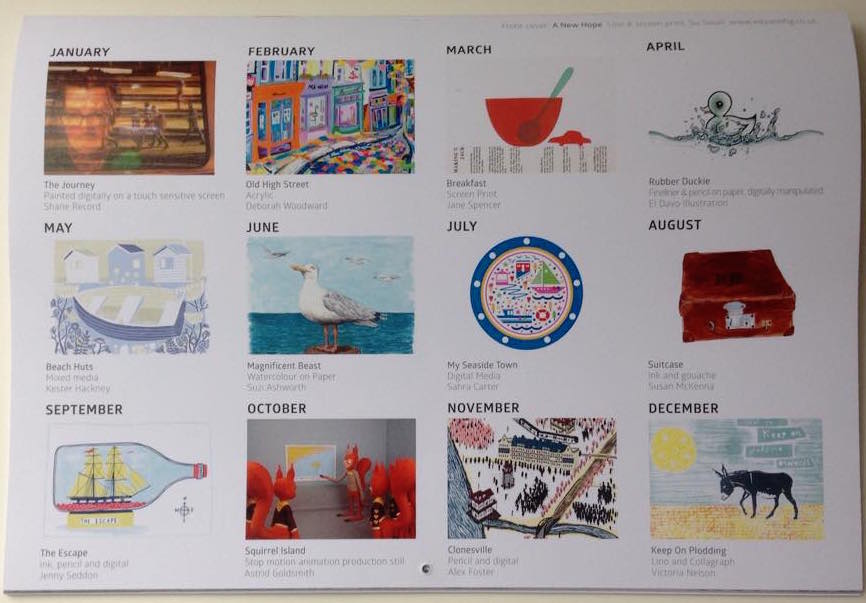 Front cover: A New Hope Lino & screen print,
JANUARY
The Journey
Painted digitally on a touch sensitive screen
Shane Record
FEBRUARY
Old High Street
Acrylic
Deborah Woodward
MARCH
Breakfast
Screen Print
Jane Spencer
APRIL
Rubber Duckie
Fineliner & pencil on paper, digitally manipulated
El Davo Illustration
MAY
Beach Huts
Mixed media
Kester Hackney
JUNE
Magnificent Beast
Watercolour on Paper
Suzi Ashworth
JULY
My Seaside Town
Digital Media
Sahra Carter
AUGUST
Suitcase
Ink and gouache
Susan McKenna
SEPTEMBER
THE ESCAPE
The Escape
Ink, pencil and digital
Jenny Seddon
OCTOBER
Squirrel Island
Stop motion animation production still
Astrid Goldsmith
NOVEMBER
Clonesville
Pencil and digital
Alex Foster
DECEMBER
Keep on
Keep On Plodding
Lino and Collagraph
Victoria Nelson